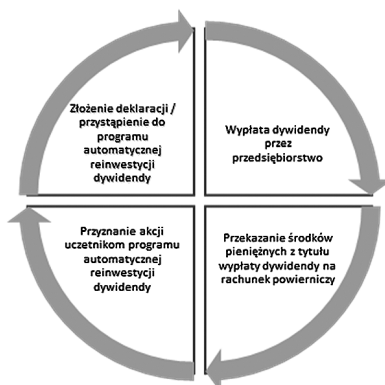 Złożenie deklaracji /
przystąpienie do
programu
automatycznej
reinwestycji
dywidendy
Wypłata dywidendy
przez
przedsiębiorstwo
Przyznanie akcji
uczetnikom programu
automatycznej
reinwestycji
dywidendy
Przekazanie środków
pieniężnych z tytułu
wypłaty dywidendy na
rachunek powierniczy